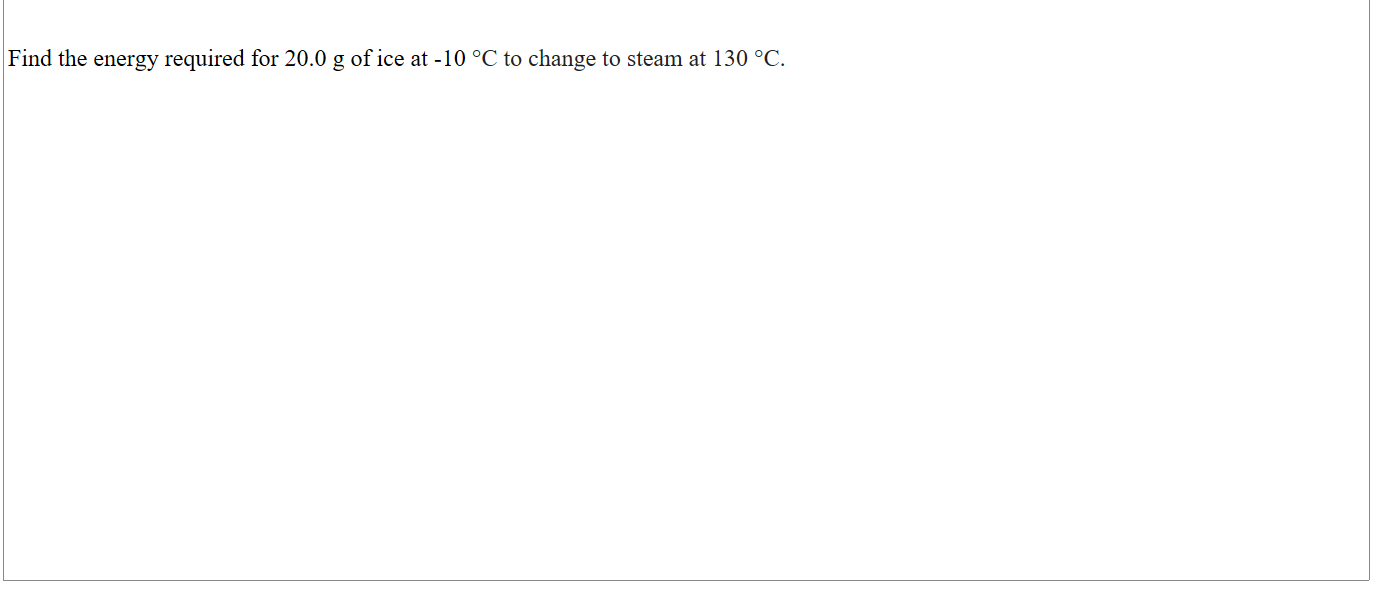 Find the energy required for 20.0 g of ice at -10 °C to change to steam at 130 °C.